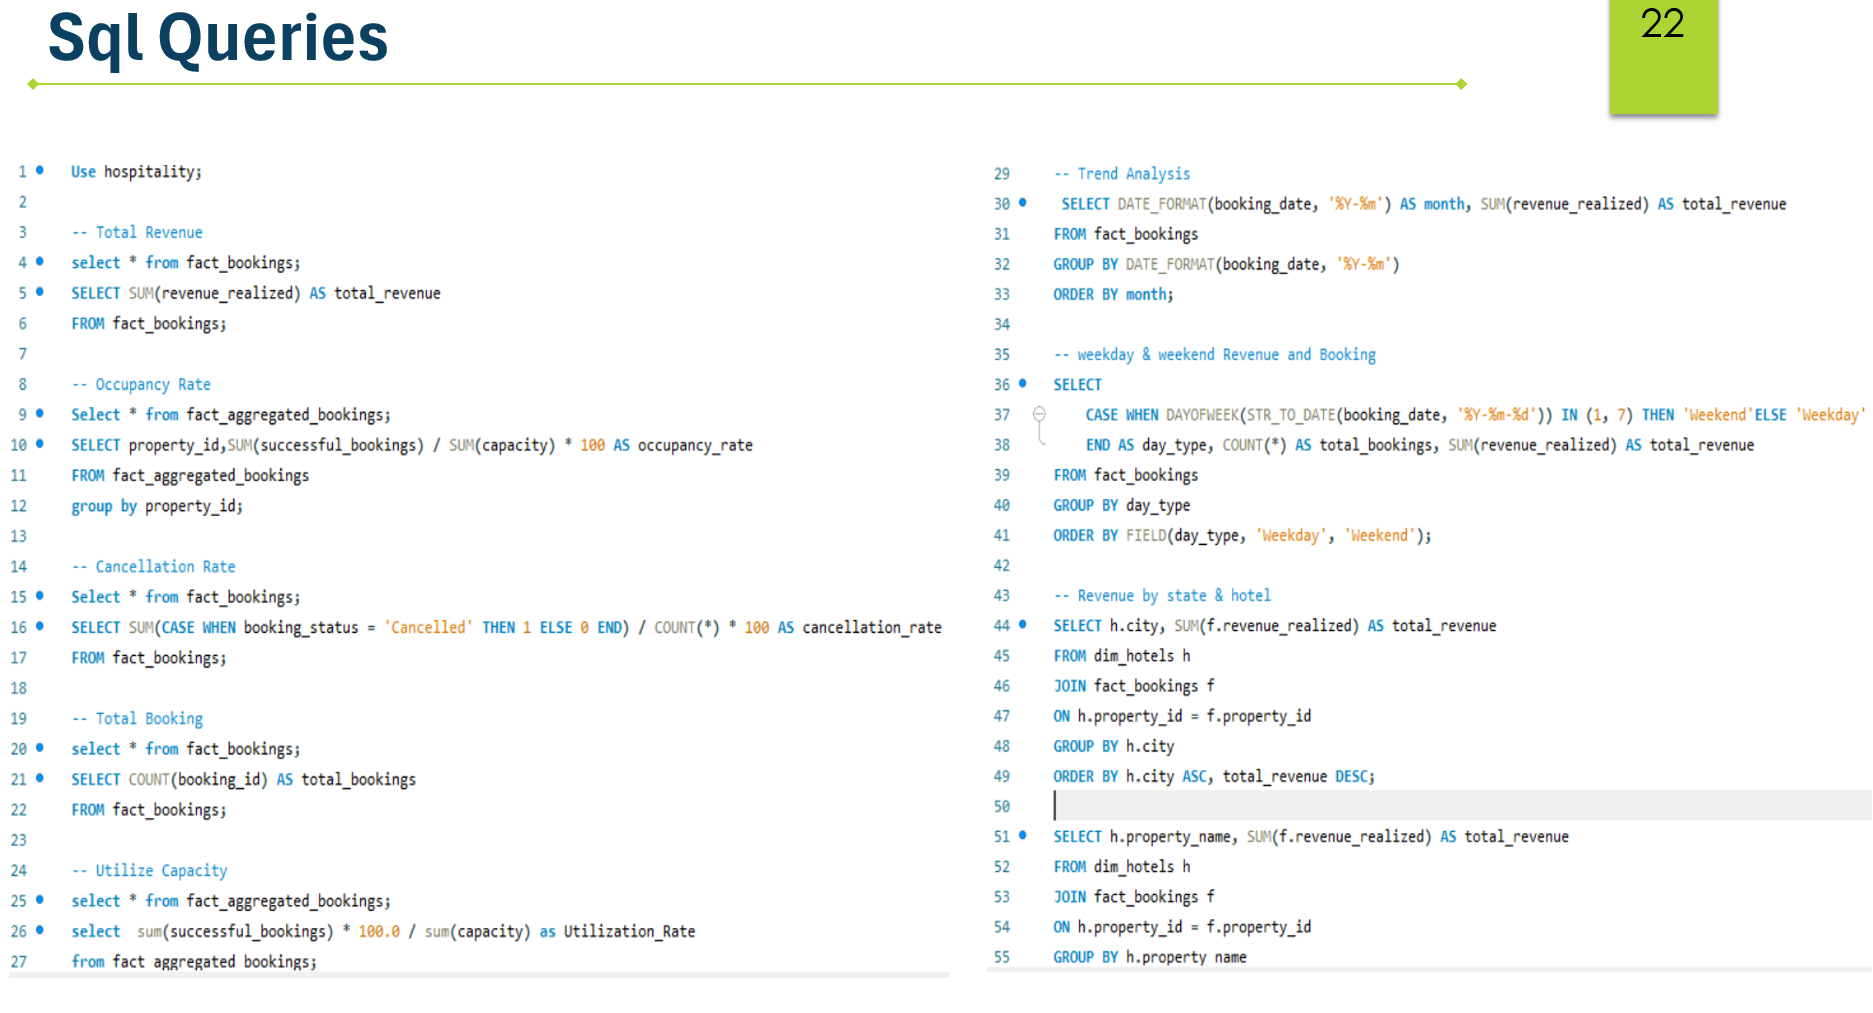 Sql Queries
22
1 Use hospitality;
2
3 -- Total Revenue
4 select * from fact_bookings;
5 SELECT SUM(revenue_realized) AS total_revenue
6 FROM fact_bookings;
7
8 -- Occupancy Rate
9 Select * from fact_aggregated_bookings;
10 SELECT property_id,SUM(successful_bookings) / SUM(capacity) * 100 AS occupancy_rate
11 FROM fact_aggregated_bookings
12 group by property_id;
13
14 -- Cancellation Rate
15 Select * from fact_bookings;
16 SELECT SUM(CASE WHEN booking_status = 'Cancelled' THEN 1 ELSE 0 END) / COUNT(*) * 100 AS cancellation_rate
17 FROM fact_bookings;
18
19 -- Total Booking
20 select * from fact_bookings;
21 SELECT COUNT(booking_id) AS total_bookings
22 FROM fact_bookings;
23
24 -- Utilize Capacity
25 select * from fact_aggregated_bookings;
26 select sum(successful_bookings) * 100.0 / sum(capacity) as Utilization_Rate
27 from fact_aggregated_bookings;
29 -- Trend Analysis
30 SELECT DATE_FORMAT(booking_date, '%Y-%m') AS month, SUM(revenue_realized) AS total_revenue
31 FROM fact_bookings
32 GROUP BY DATE_FORMAT(booking_date, '%Y-%m')
33 ORDER BY month;
34
35 -- weekday & weekend Revenue and Booking
36 SELECT
37 CASE WHEN DAYOFWEEK(STR_TO_DATE(booking_date, '%Y-%m-%d')) IN (1, 7) THEN 'Weekend'ELSE 'Weekday'
38 END AS day_type, COUNT(*) AS total_bookings, SUM(revenue_realized) AS total_revenue
39 FROM fact_bookings
40 GROUP BY day_type
41 ORDER BY FIELD(day_type, 'Weekday', 'Weekend');
42
43 -- Revenue by state & hotel
44 SELECT h.city, SUM(f.revenue_realized) AS total_revenue
45 FROM dim_hotels h
46 JOIN fact_bookings f
47 ON h.property_id = f.property_id
48 GROUP BY h.city
49 ORDER BY h.city ASC, total_revenue DESC;
50
51 SELECT h.property_name, SUM(f.revenue_realized) AS total_revenue
52 FROM dim_hotels h
53 JOIN fact_bookings f
54 ON h.property_id = f.property_id
55 GROUP BY h.property_name